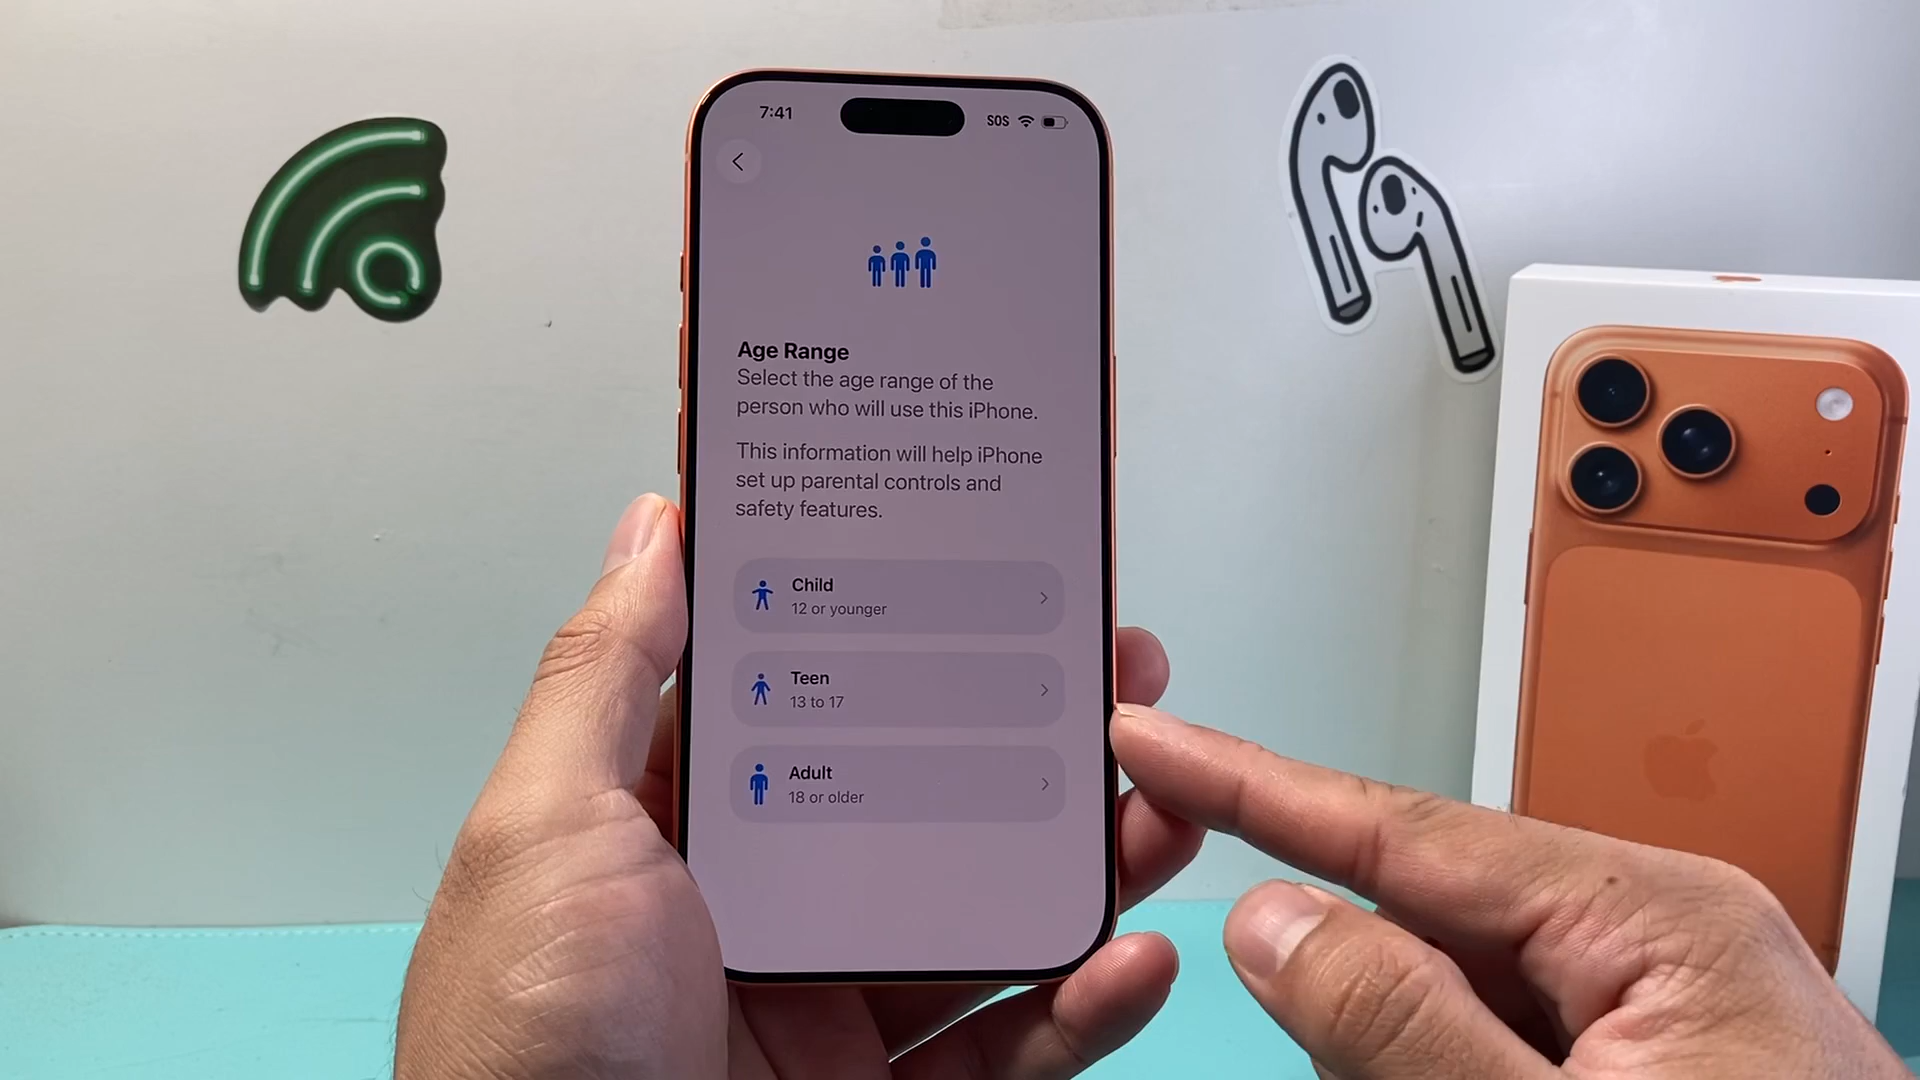 7:41
SOS
Age Range
Select the age range of the
person who will use this iPhone.
This information will help iPhone
set up parental controls and
safety features.
Child
12 or younger
Teen
13 to 17
Adult
18 or older